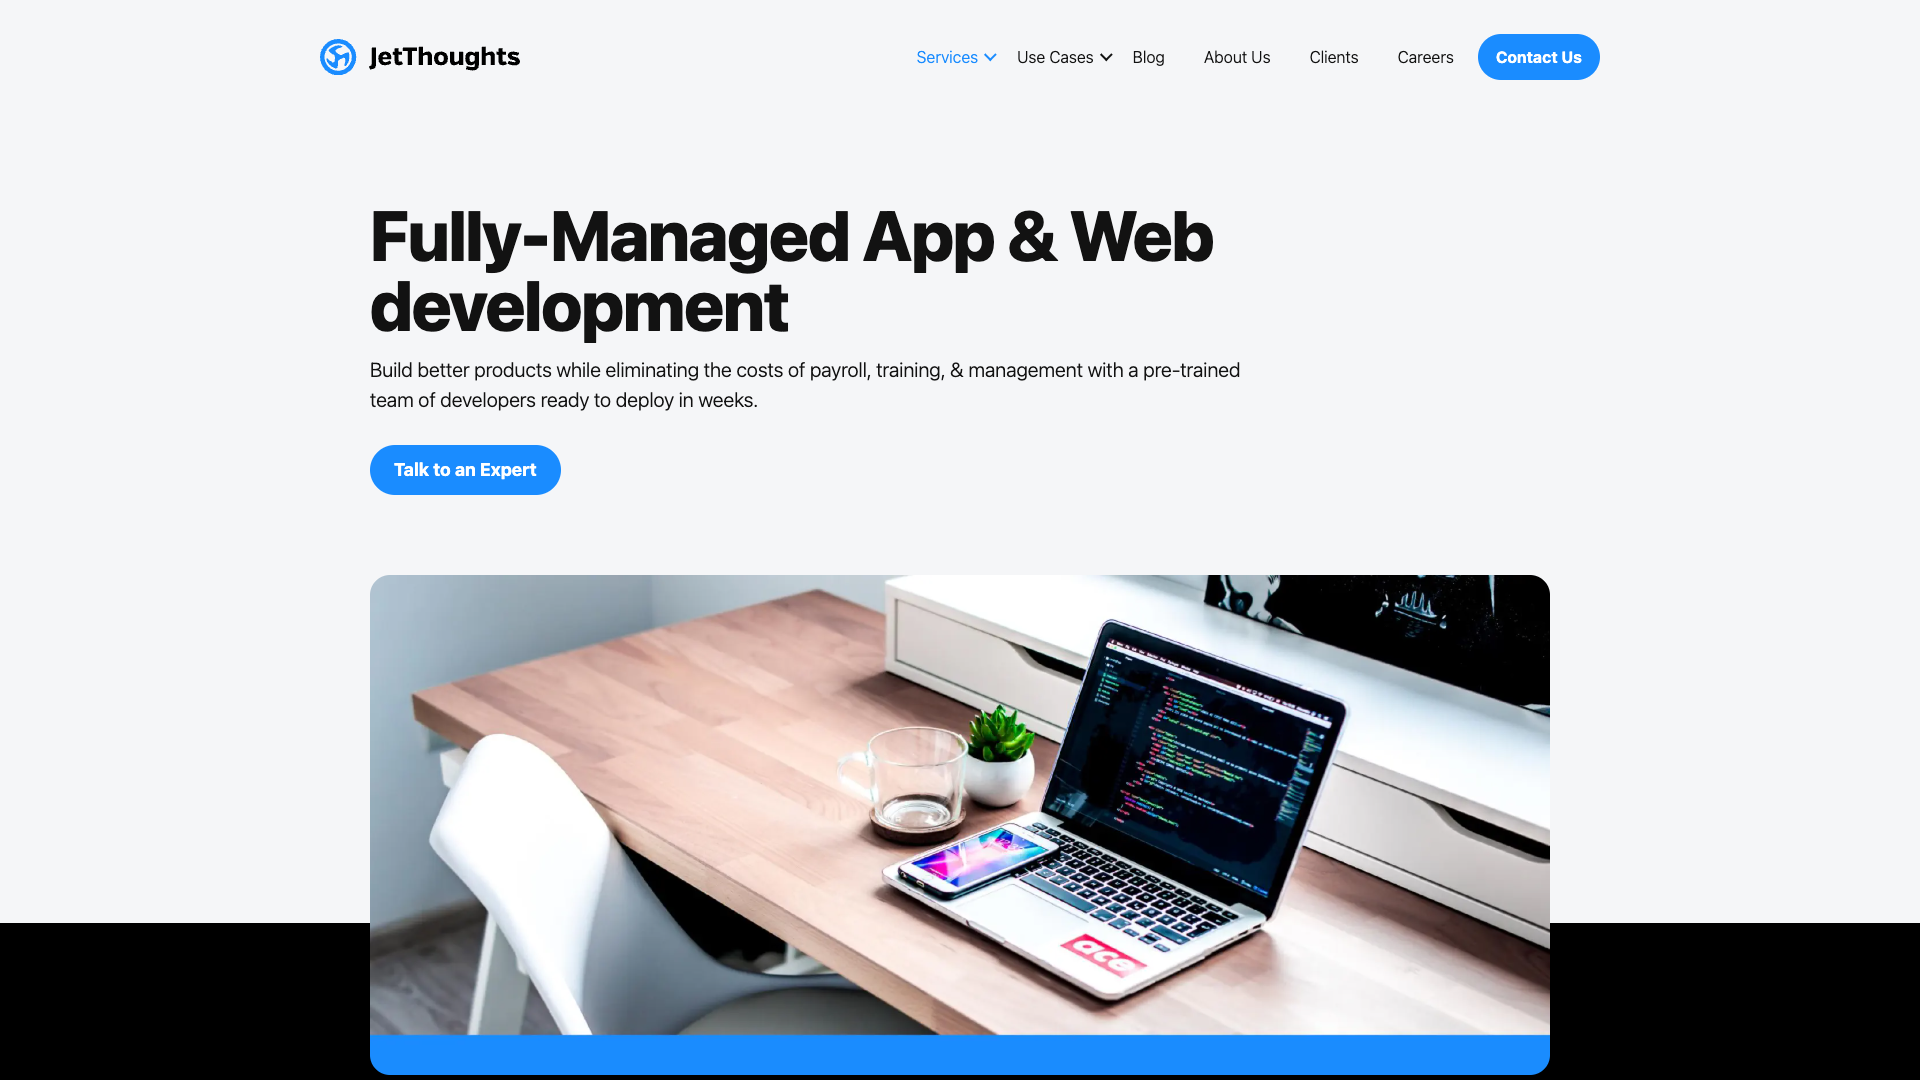 JetThoughts
Services
Use Cases
Blog
About Us
Clients
Careers
Contact Us
Fully-Managed App & Web
development
Build better products while eliminating the costs of payroll, training, & management with a pre-trained
team of developers ready to deploy in weeks.
Talk to an Expert
ace